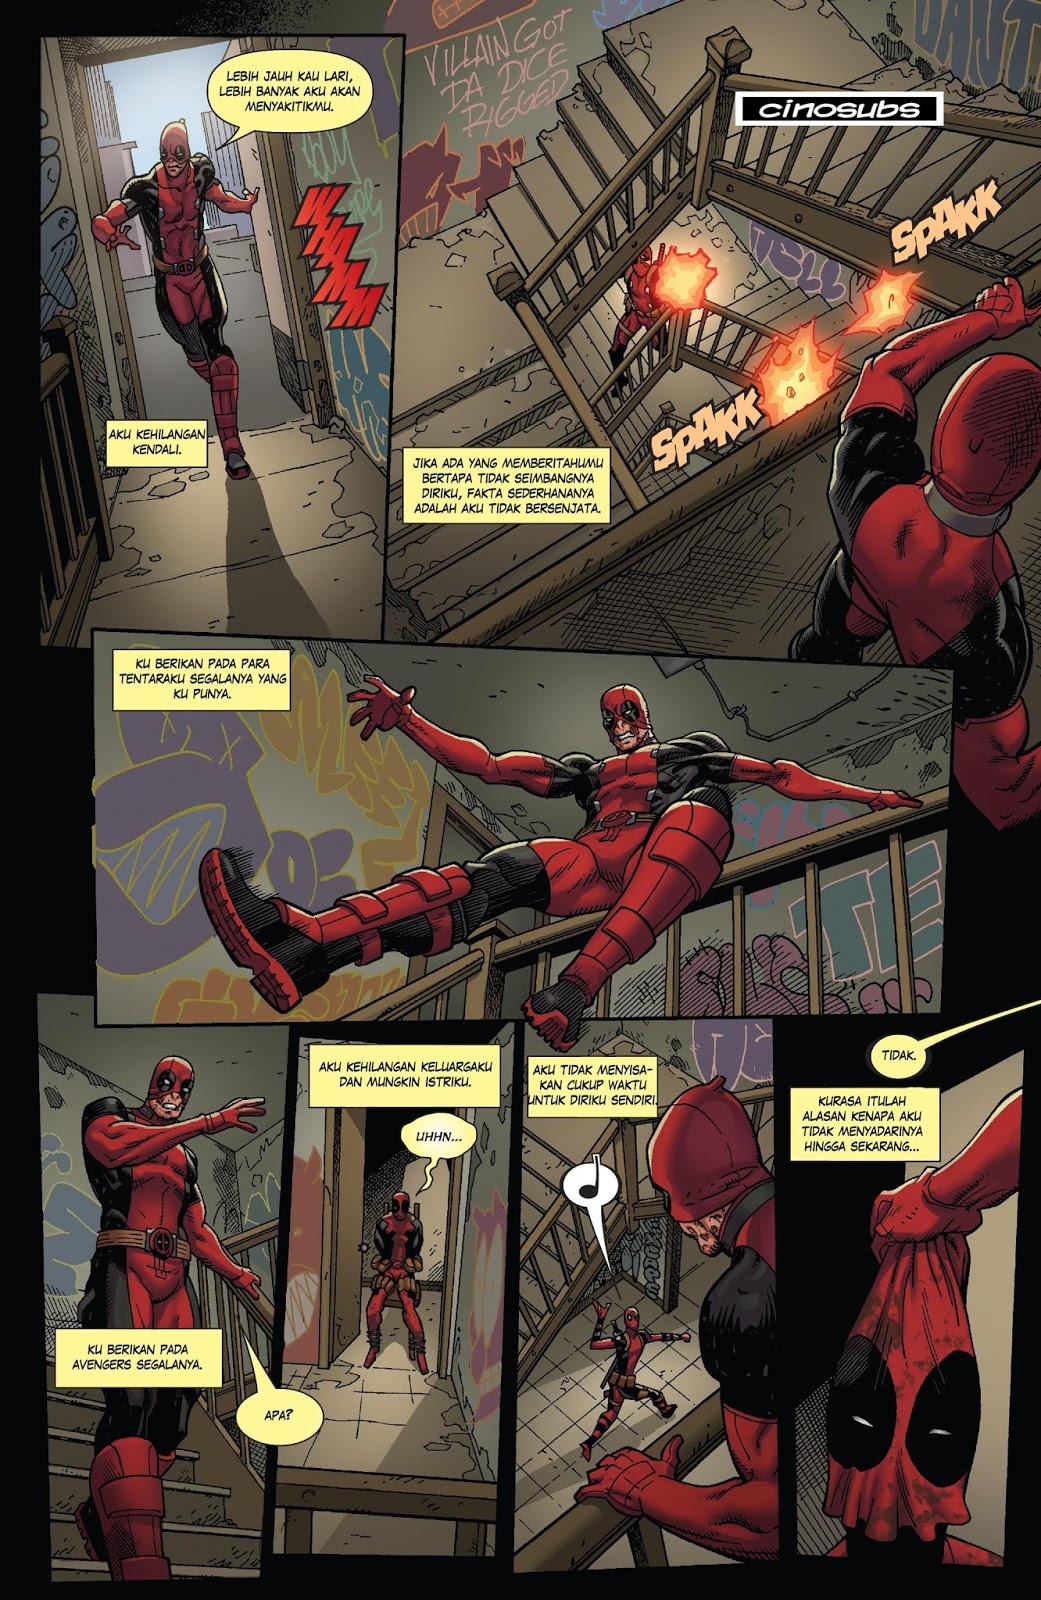 LEBIH JAUH KAU LARI,
LEBIH BANYAK AKU AKAN
MENYAKITIKMU.
WHAMM
AKU KEHILANGAN
KENDALI.
VILLAIN GOT
DA DICE
RIGGED
cinosubs
SPAKK
SPAKK
JIKA ADA YANG MEMBERITAHUMU
BERTAPA TIDAK SEIMBANGNYA
DIRIKU, FAKTA SEDERHANANYA
ADALAH AKU TIDAK BERSENJATA.
KU BERIKAN PADA PARA
TENTARAKU SEGALANYA YANG
KU PUNYA.
KU BERIKAN PADA
AVENGERS SEGALANYA.
APA?
AKU KEHILANGAN KELUARGAKU
DAN MUNGKIN ISTRIKU.
UHHN...
AKU TIDAK MENYISA-
KAN CUKUP WAKTU
UNTUK DIRIKU SENDIRI.
TIDAK.
KURASA ITULAH
ALASAN KENAPA AKU
TIDAK MENYADARINYA
HINGGA SEKARANG...